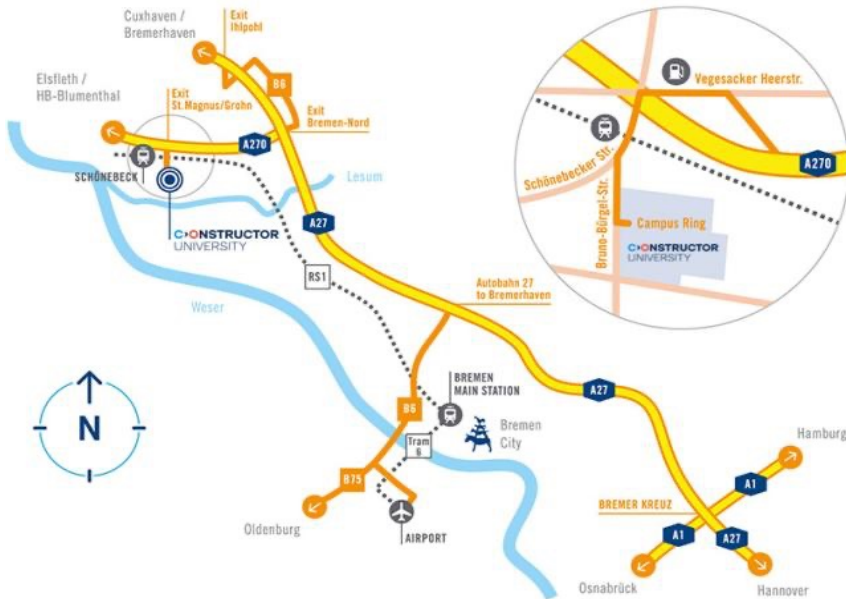 Cuxhaven /
Bremerhaven
Exit
Ihlpohl
Elsfleth /
HB-Blumenthal
Exit
St.Magnus/Grohn
B6
Exit
Bremen-Nord
A270
SCHÖNEBECK
Lesum
CONSTRUCTOR
UNIVERSITY
A27
RS1
Weser
Autobahn 27
to Bremerhaven
N
BREMEN
MAIN STATION
B6
Bremen
City
Tram
6
B75
Oldenburg
AIRPORT
A27
Hamburg
A1
BREMER KREUZ
A1
A27
Osnabrück
Hannover
Vegesacker Heerstr.
A270
Schönebecker Str.
Bruno-Bürgel-Str.
Campus Ring
CONSTRUCTOR
UNIVERSITY